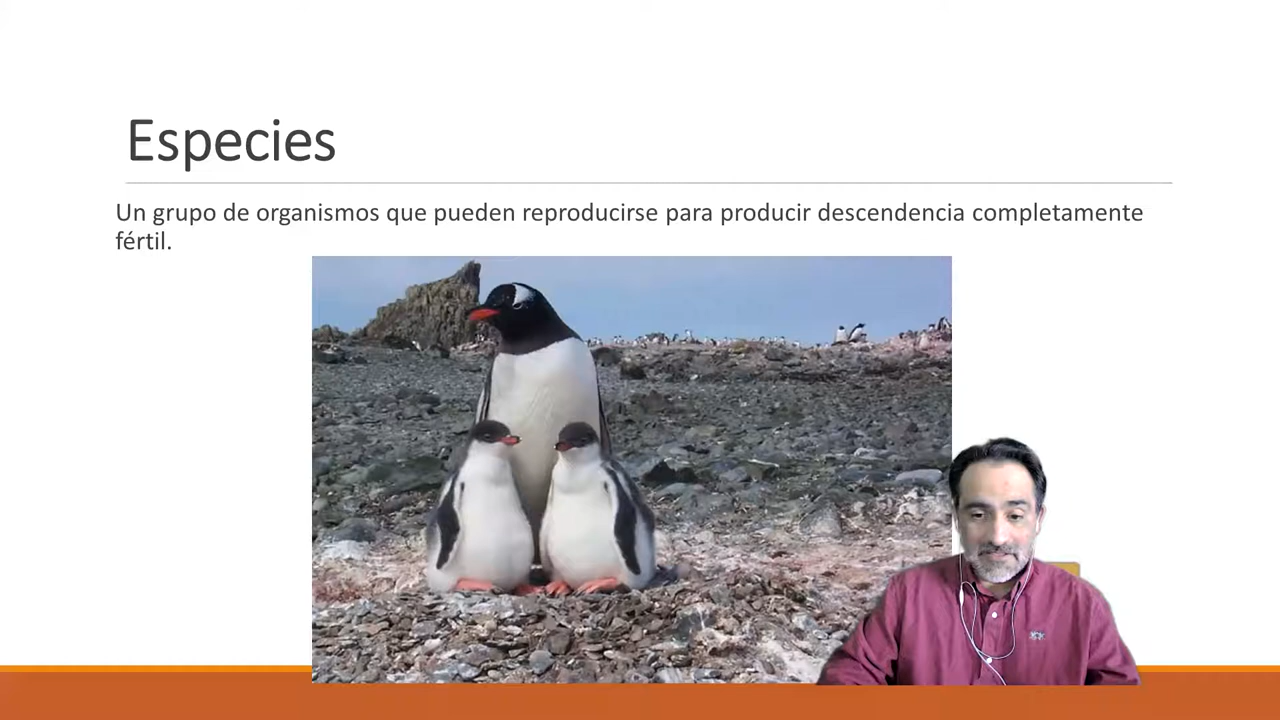 Especies
Un grupo de organismos que pueden reproducirse para producir descendencia completamente
fértil.